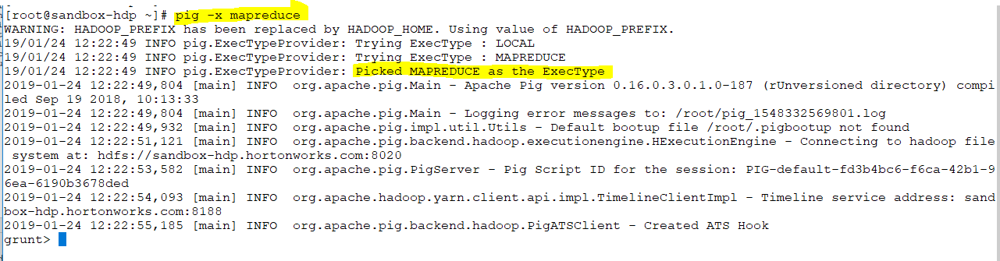 [root@sandbox-hdp ~]# pig -x mapreduce
WARNING: HADOOP_PREFIX has been replaced by HADOOP_HOME. Using value of HADOOP_PREFIX.
19/01/24 12:22:49 INFO pig.ExecTypeProvider: Trying ExecType : LOCAL
19/01/24 12:22:49 INFO pig.ExecTypeProvider: Trying ExecType : MAPREDUCE
19/01/24 12:22:49 INFO pig.ExecTypeProvider: Picked MAPREDUCE as the ExecType
2019-01-24 12:22:49,804 [main] INFO  org.apache.pig.Main - Apache Pig version 0.16.0.3.0.1.0-187 (rUnversioned directory) compi
led Sep 19 2018, 10:13:33
2019-01-24 12:22:49,804 [main] INFO  org.apache.pig.Main - Logging error messages to: /root/pig_1548332569801.log
2019-01-24 12:22:49,932 [main] INFO  org.apache.pig.impl.util.Utils - Default bootup file /root/.pigbootup not found
2019-01-24 12:22:51,121 [main] INFO  org.apache.pig.backend.hadoop.executionengine.HExecutionEngine - Connecting to hadoop file
 system at: hdfs://sandbox-hdp.hortonworks.com:8020
2019-01-24 12:22:53,582 [main] INFO  org.apache.pig.PigServer - Pig Script ID for the session: PIG-default-fd3b4bc6-f6ca-42b1-9
6ea-6190b3678ded
2019-01-24 12:22:54,093 [main] INFO  org.apache.hadoop.yarn.client.api.impl.TimelineClientImpl - Timeline service address: sand
box-hdp.hortonworks.com:8188
2019-01-24 12:22:55,185 [main] INFO  org.apache.pig.backend.hadoop.PigATSClient - Created ATS Hook
grunt>